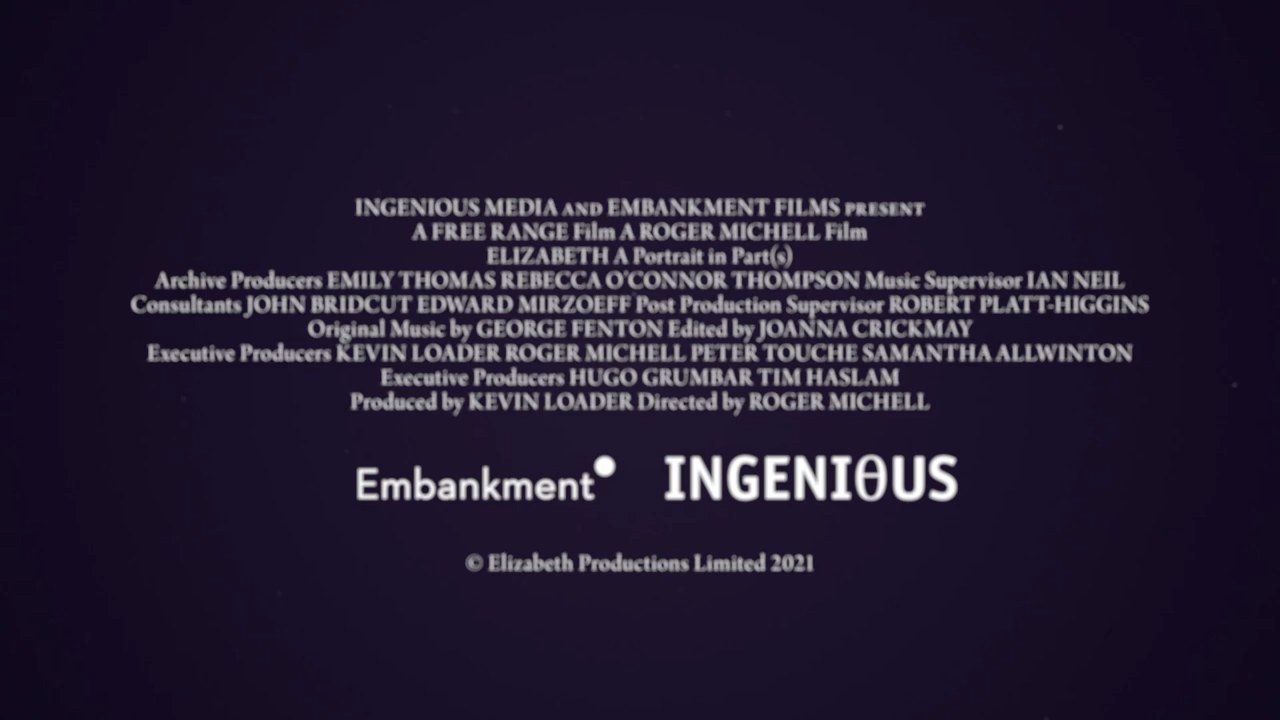 INGENIOUS MEDIA AND EMBANKMENT FILMS PRESENT
A FREE RANGE Film A ROGER MICHELL Film
ELIZABETH A Portrait in Part(s)
Archive Producers EMILY THOMAS REBECCA O'CONNOR THOMPSON Music Supervisor IAN NEIL
Consultants JOHN BRIDCUT EDWARD MIRZOEFF Post Production Supervisor ROBERT PLATT-HIGGINS
Original Music by GEORGE FENTON Edited by JOANNA CRICKMAY
Executive Producers KEVIN LOADER ROGER MICHELL PETER TOUCHE SAMANTHA ALLWINTON
Executive Producers HUGO GRUMBAR TIM HASLAM
Produced by KEVIN LOADER Directed by ROGER MICHELL
Embankment INGENIθUS
© Elizabeth Productions Limited 2021